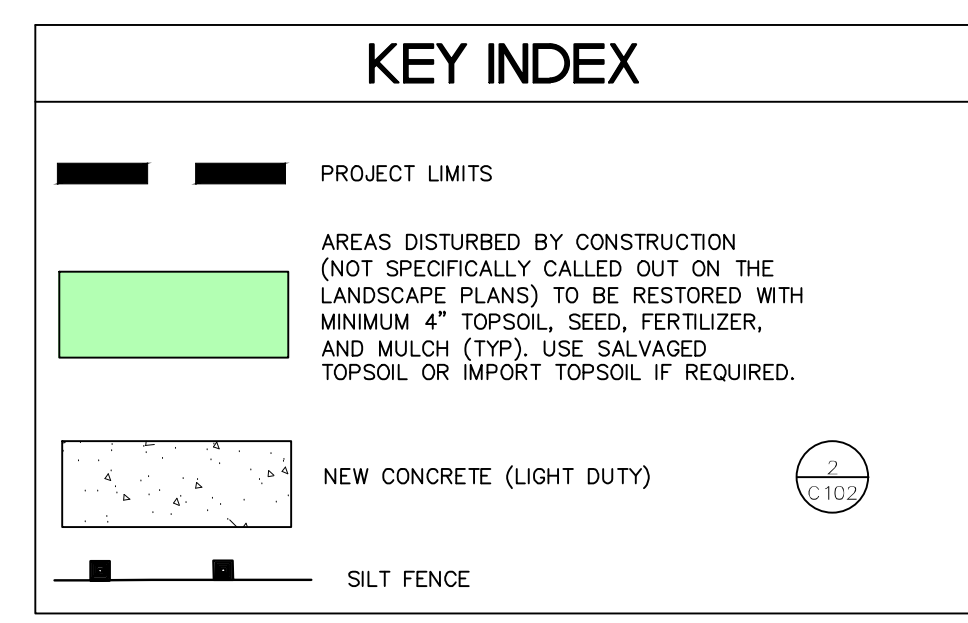 KEY INDEX
PROJECT LIMITS
AREAS DISTURBED BY CONSTRUCTION
(NOT SPECIFICALLY CALLED OUT ON THE
LANDSCAPE PLANS) TO BE RESTORED WITH
MINIMUM 4" TOPSOIL, SEED, FERTILIZER,
AND MULCH (TYP). USE SALVAGED
TOPSOIL OR IMPORT TOPSOIL IF REQUIRED.
NEW CONCRETE (LIGHT DUTY)
2
C102
SILT FENCE